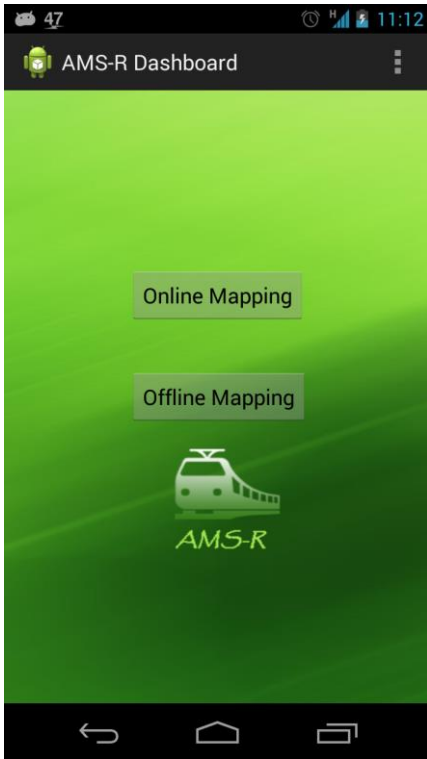 47
H
11:12
AMS-R Dashboard
Online Mapping
Offline Mapping
AMS-R